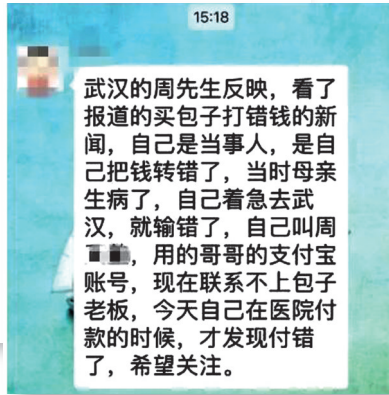 15:18
武汉的周先生反映，看了
报道的买包子打错钱的新
闻，自己是当事人，是自
己把钱转错了，当时母亲
生病了，自己着急去武
汉，就输错了，自己叫周
，用的哥哥的支付宝
账号，现在联系不上包子
老板，今天自己在医院付
款的时候，才发现付错
了，希望关注。